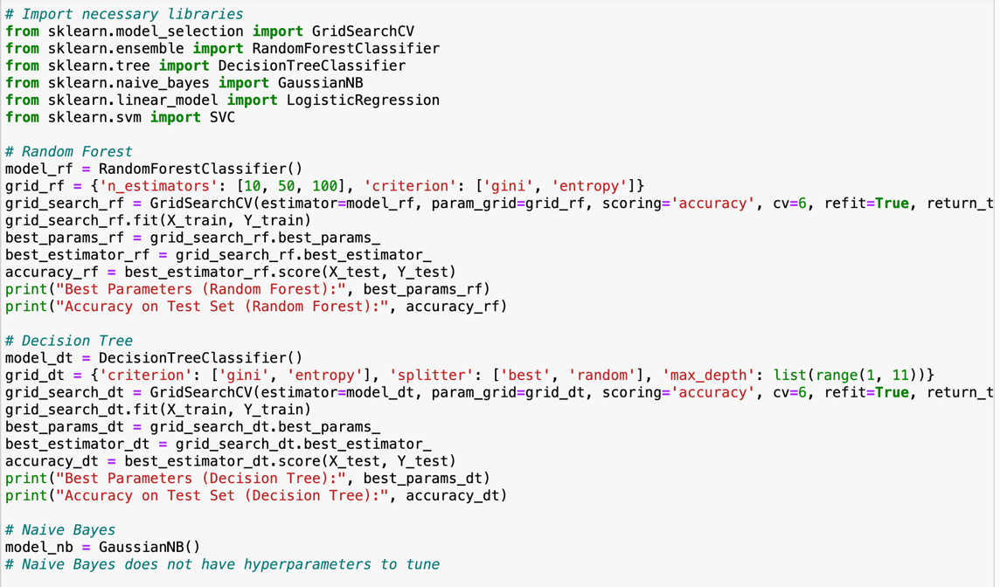 # Import necessary libraries
from sklearn.model_selection import GridSearchCV
from sklearn.ensemble import RandomForestClassifier
from sklearn.tree import DecisionTreeClassifier
from sklearn.naive_bayes import GaussianNB
from sklearn.linear_model import LogisticRegression
from sklearn.svm import SVC
# Random Forest
model_rf = RandomForestClassifier()
grid_rf = {'n_estimators': [10, 50, 100], 'criterion': ['gini', 'entropy']}
grid_search_rf = GridSearchCV(estimator=model_rf, param_grid=grid_rf, scoring='accuracy', cv=6, refit=True, return_t
grid_search_rf.fit(X_train, Y_train)
best_params_rf = grid_search_rf.best_params_
best_estimator_rf = grid_search_rf.best_estimator_
accuracy_rf = best_estimator_rf.score(X_test, Y_test)
print("Best Parameters (Random Forest):", best_params_rf)
print("Accuracy on Test Set (Random Forest):", accuracy_rf)
# Decision Tree
model_dt = DecisionTreeClassifier()
grid_dt = {'criterion': ['gini', 'entropy'], 'splitter': ['best', 'random'], 'max_depth': list(range(1, 11))}
grid_search_dt = GridSearchCV(estimator=model_dt, param_grid=grid_dt, scoring='accuracy', cv=6, refit=True, return_t
grid_search_dt.fit(X_train, Y_train)
best_params_dt = grid_search_dt.best_params_
best_estimator_dt = grid_search_dt.best_estimator_
accuracy_dt = best_estimator_dt.score(X_test, Y_test)
print("Best Parameters (Decision Tree):", best_params_dt)
print("Accuracy on Test Set (Decision Tree):", accuracy_dt)
# Naive Bayes
model_nb = GaussianNB()
# Naive Bayes does not have hyperparameters to tune